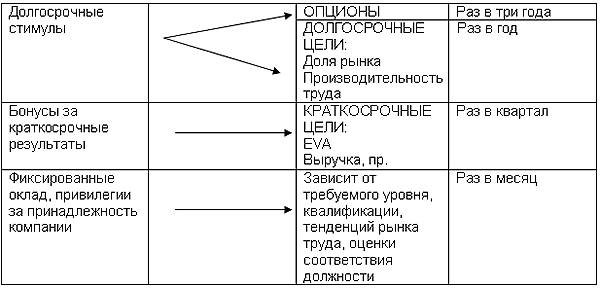 Долгосрочные
стимулы
ОПЦИОНЫ
Раз в три года
ДОЛГОСРОЧНЫЕ
ЦЕЛИ:
Доля рынка
Производительность
труда
Раз в год
Бонусы за
краткосрочные
результаты
КРАТКОСРОЧНЫЕ
ЦЕЛИ:
EVA
Выручка, пр.
Раз в квартал
Фиксированные
оклад, привилегии
за принадлежность
компании
Зависит от
требуемого уровня,
квалификации,
тенденций рынка
труда, оценки
соответствия
должности
Раз в месяц